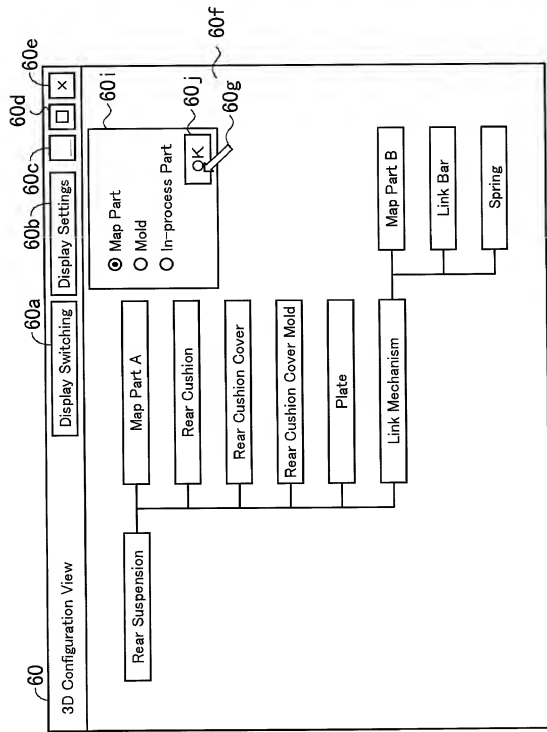 60
60a
60b
60c
60d
60e
3D Configuration View
Display Switching
Display Settings
×
60i
60f
60j
60g
Map Part
Mold
In-process Part
OK
Rear Suspension
Map Part A
Rear Cushion
Rear Cushion Cover
Rear Cushion Cover Mold
Plate
Link Mechanism
Map Part B
Link Bar
Spring